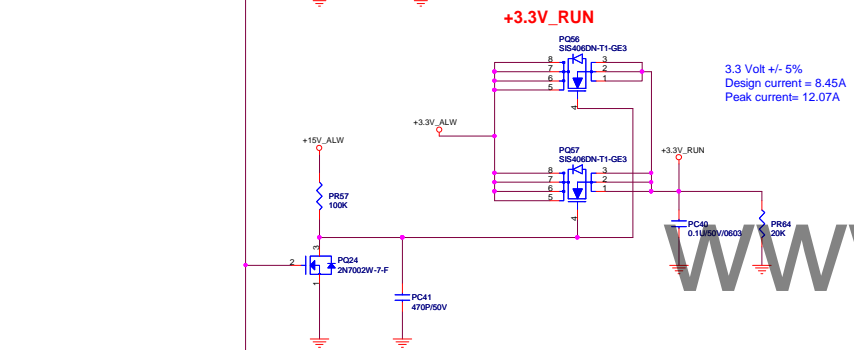 +3.3V_RUN
PQ56
SIS406DN-T1-GE3
8
7
6
5
3
2
1
4
3.3 Volt +/- 5%
Design current = 8.45A
Peak current= 12.07A
+3.3V_ALW
+15V_ALW
PQ57
SIS406DN-T1-GE3
8
7
6
5
3
2
1
4
+3.3V_RUN
PR57
100K
PC40
0.1U/50V/0603
PR64
20K
3
2
1
PQ24
2N7002W-7-F
PC41
470P/50V
WW